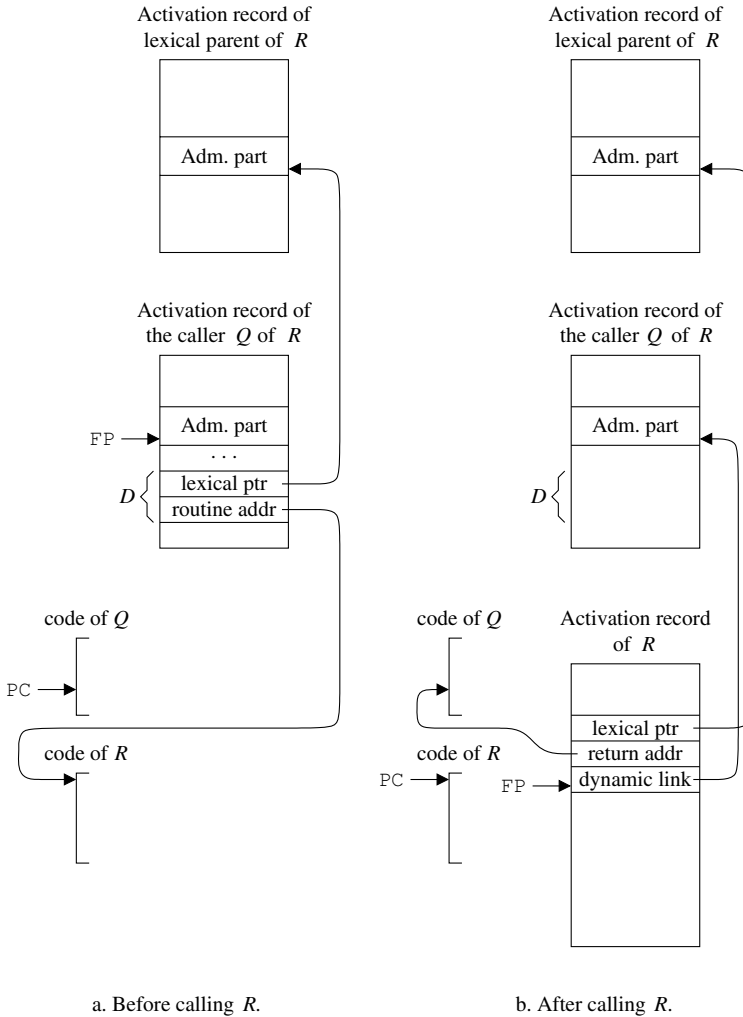 Activation record of
lexical parent of R
Adm. part
Activation record of
the caller Q of R
FP
Adm. part
. . .
D
lexical ptr
routine addr
code of Q
PC
code of R
a. Before calling R.
Activation record of
lexical parent of R
Adm. part
Activation record of
the caller Q of R
Adm. part
D
code of Q
Activation record
of R
lexical ptr
return addr
code of R
PC
FP
dynamic link
b. After calling R.